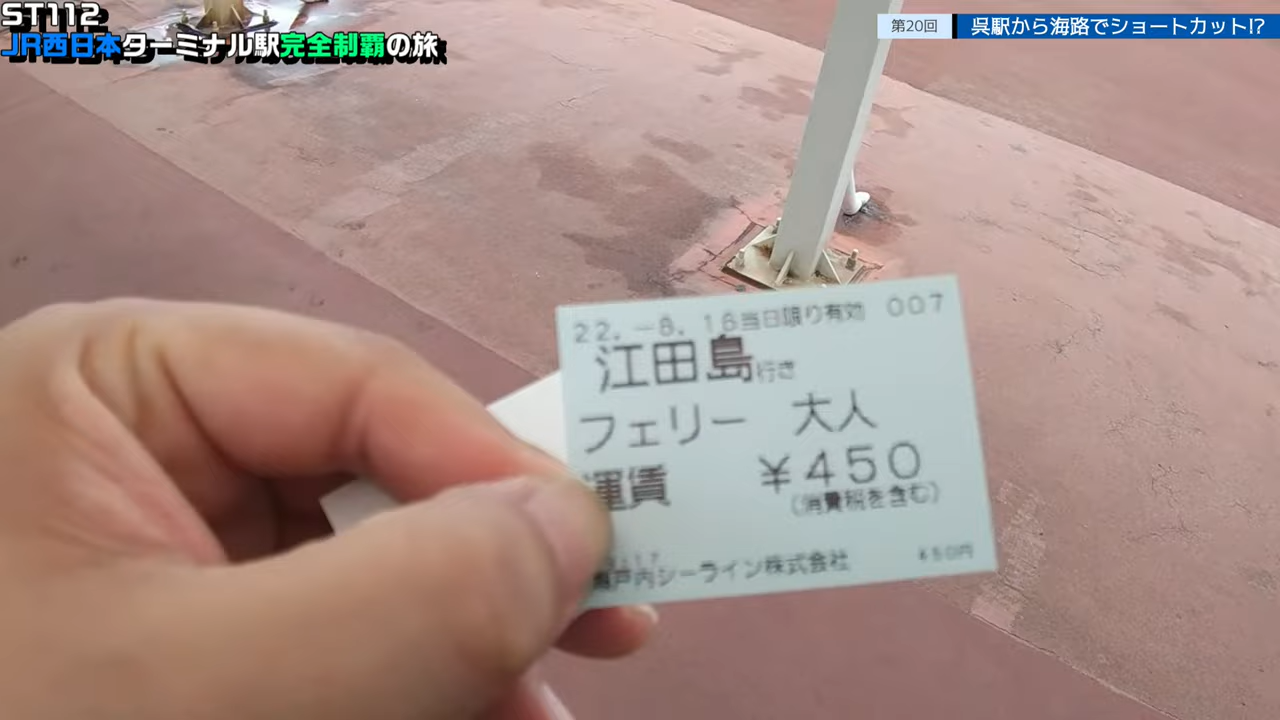 ST112
JR西日本ターミナル駅完全制覇の旅
第20回
呉駅から海路でショートカット!?
22.-8.16当日限り有効 007
江田島行き
フェリー 大人
運賃 ¥450
(消費税を含む)
瀬戸内シーライン株式会社